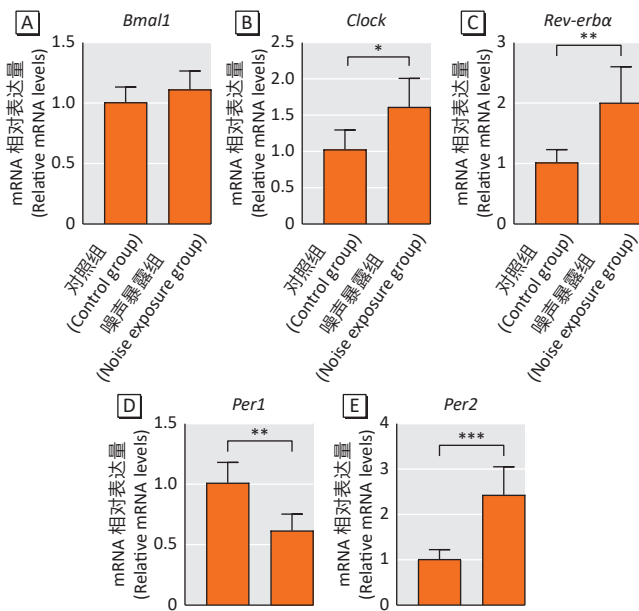 A
Bmal1
mRNA 相对表达量
(Relative mRNA levels)
1.5
1.0
0.5
0
对照组
(Control group)
噪声暴露组
(Noise exposure group)
B
Clock
mRNA 相对表达量
(Relative mRNA levels)
2.5
2.0
1.5
1.0
0.5
0
*
对照组
(Control group)
噪声暴露组
(Noise exposure group)
C
Rev-erbα
mRNA 相对表达量
(Relative mRNA levels)
3
2
1
0
**
对照组
(Control group)
噪声暴露组
(Noise exposure group)
D
Per1
mRNA 相对表达量
(Relative mRNA levels)
1.5
1.0
0.5
0
**
E
Per2
mRNA 相对表达量
(Relative mRNA levels)
4
3
2
1
0
***